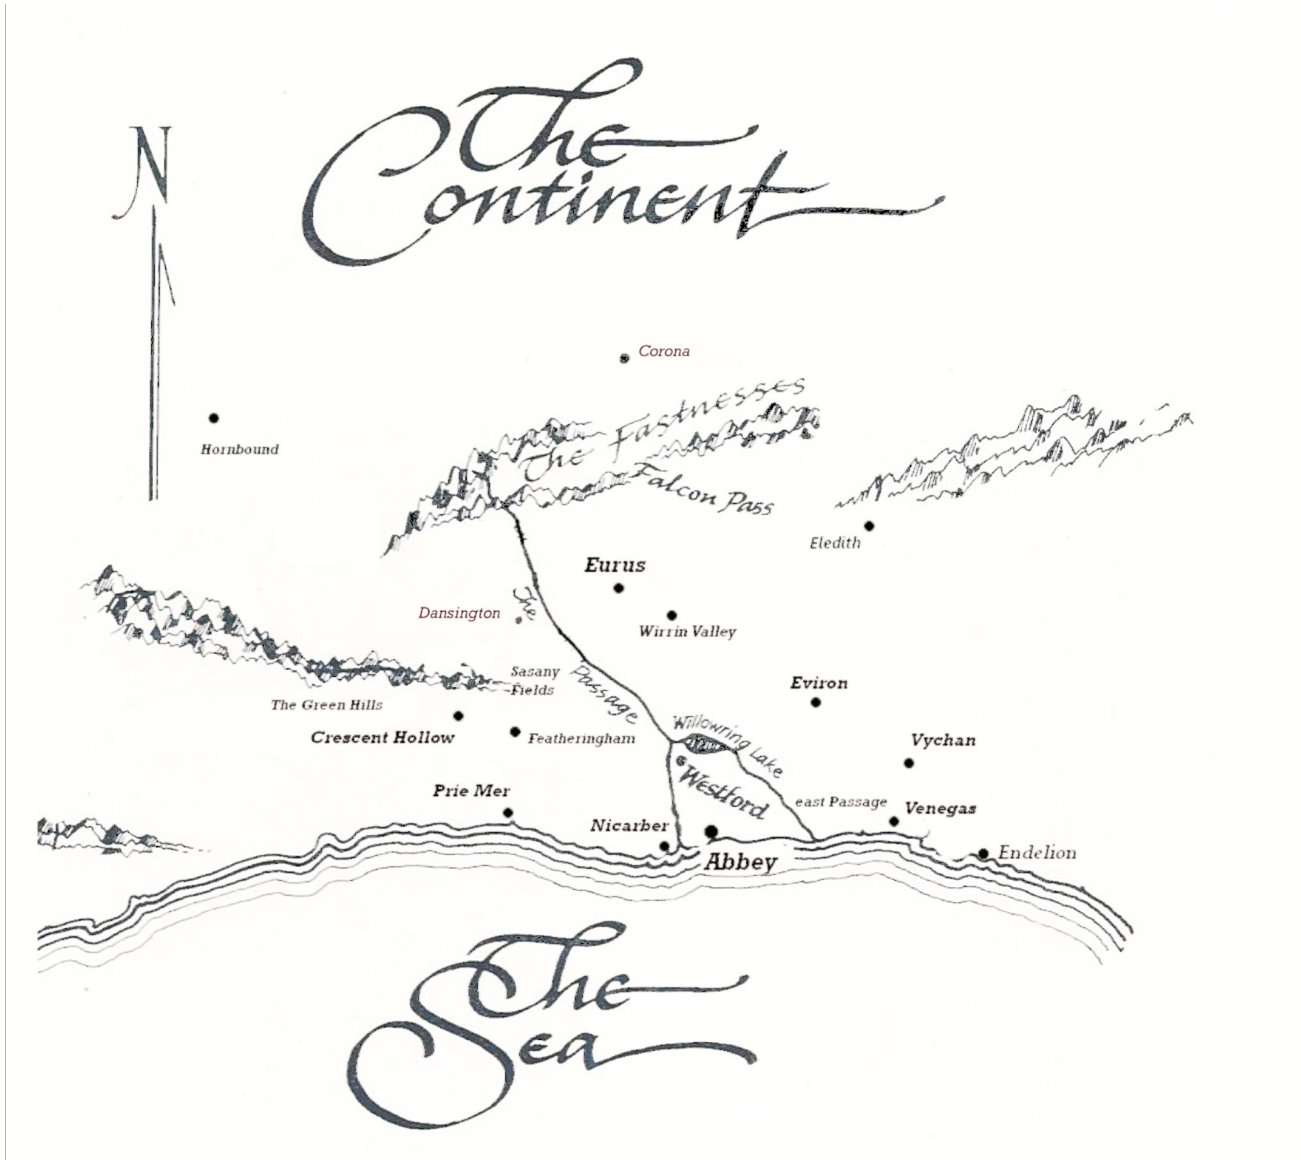 The
Continent
N
Corona
The Fastnesses
Hornbound
Falcon Pass
Eledith
Eurus
The
Dansington
Wirrin Valley
Sasany
Fields
Passage
Eviron
The Green Hills
Crescent Hollow
Featheringham
Willowring Lake
Vychan
Westford
Prie Mer
east Passage
Venegas
Nicarber
Abbey
Endelion
The
Sea